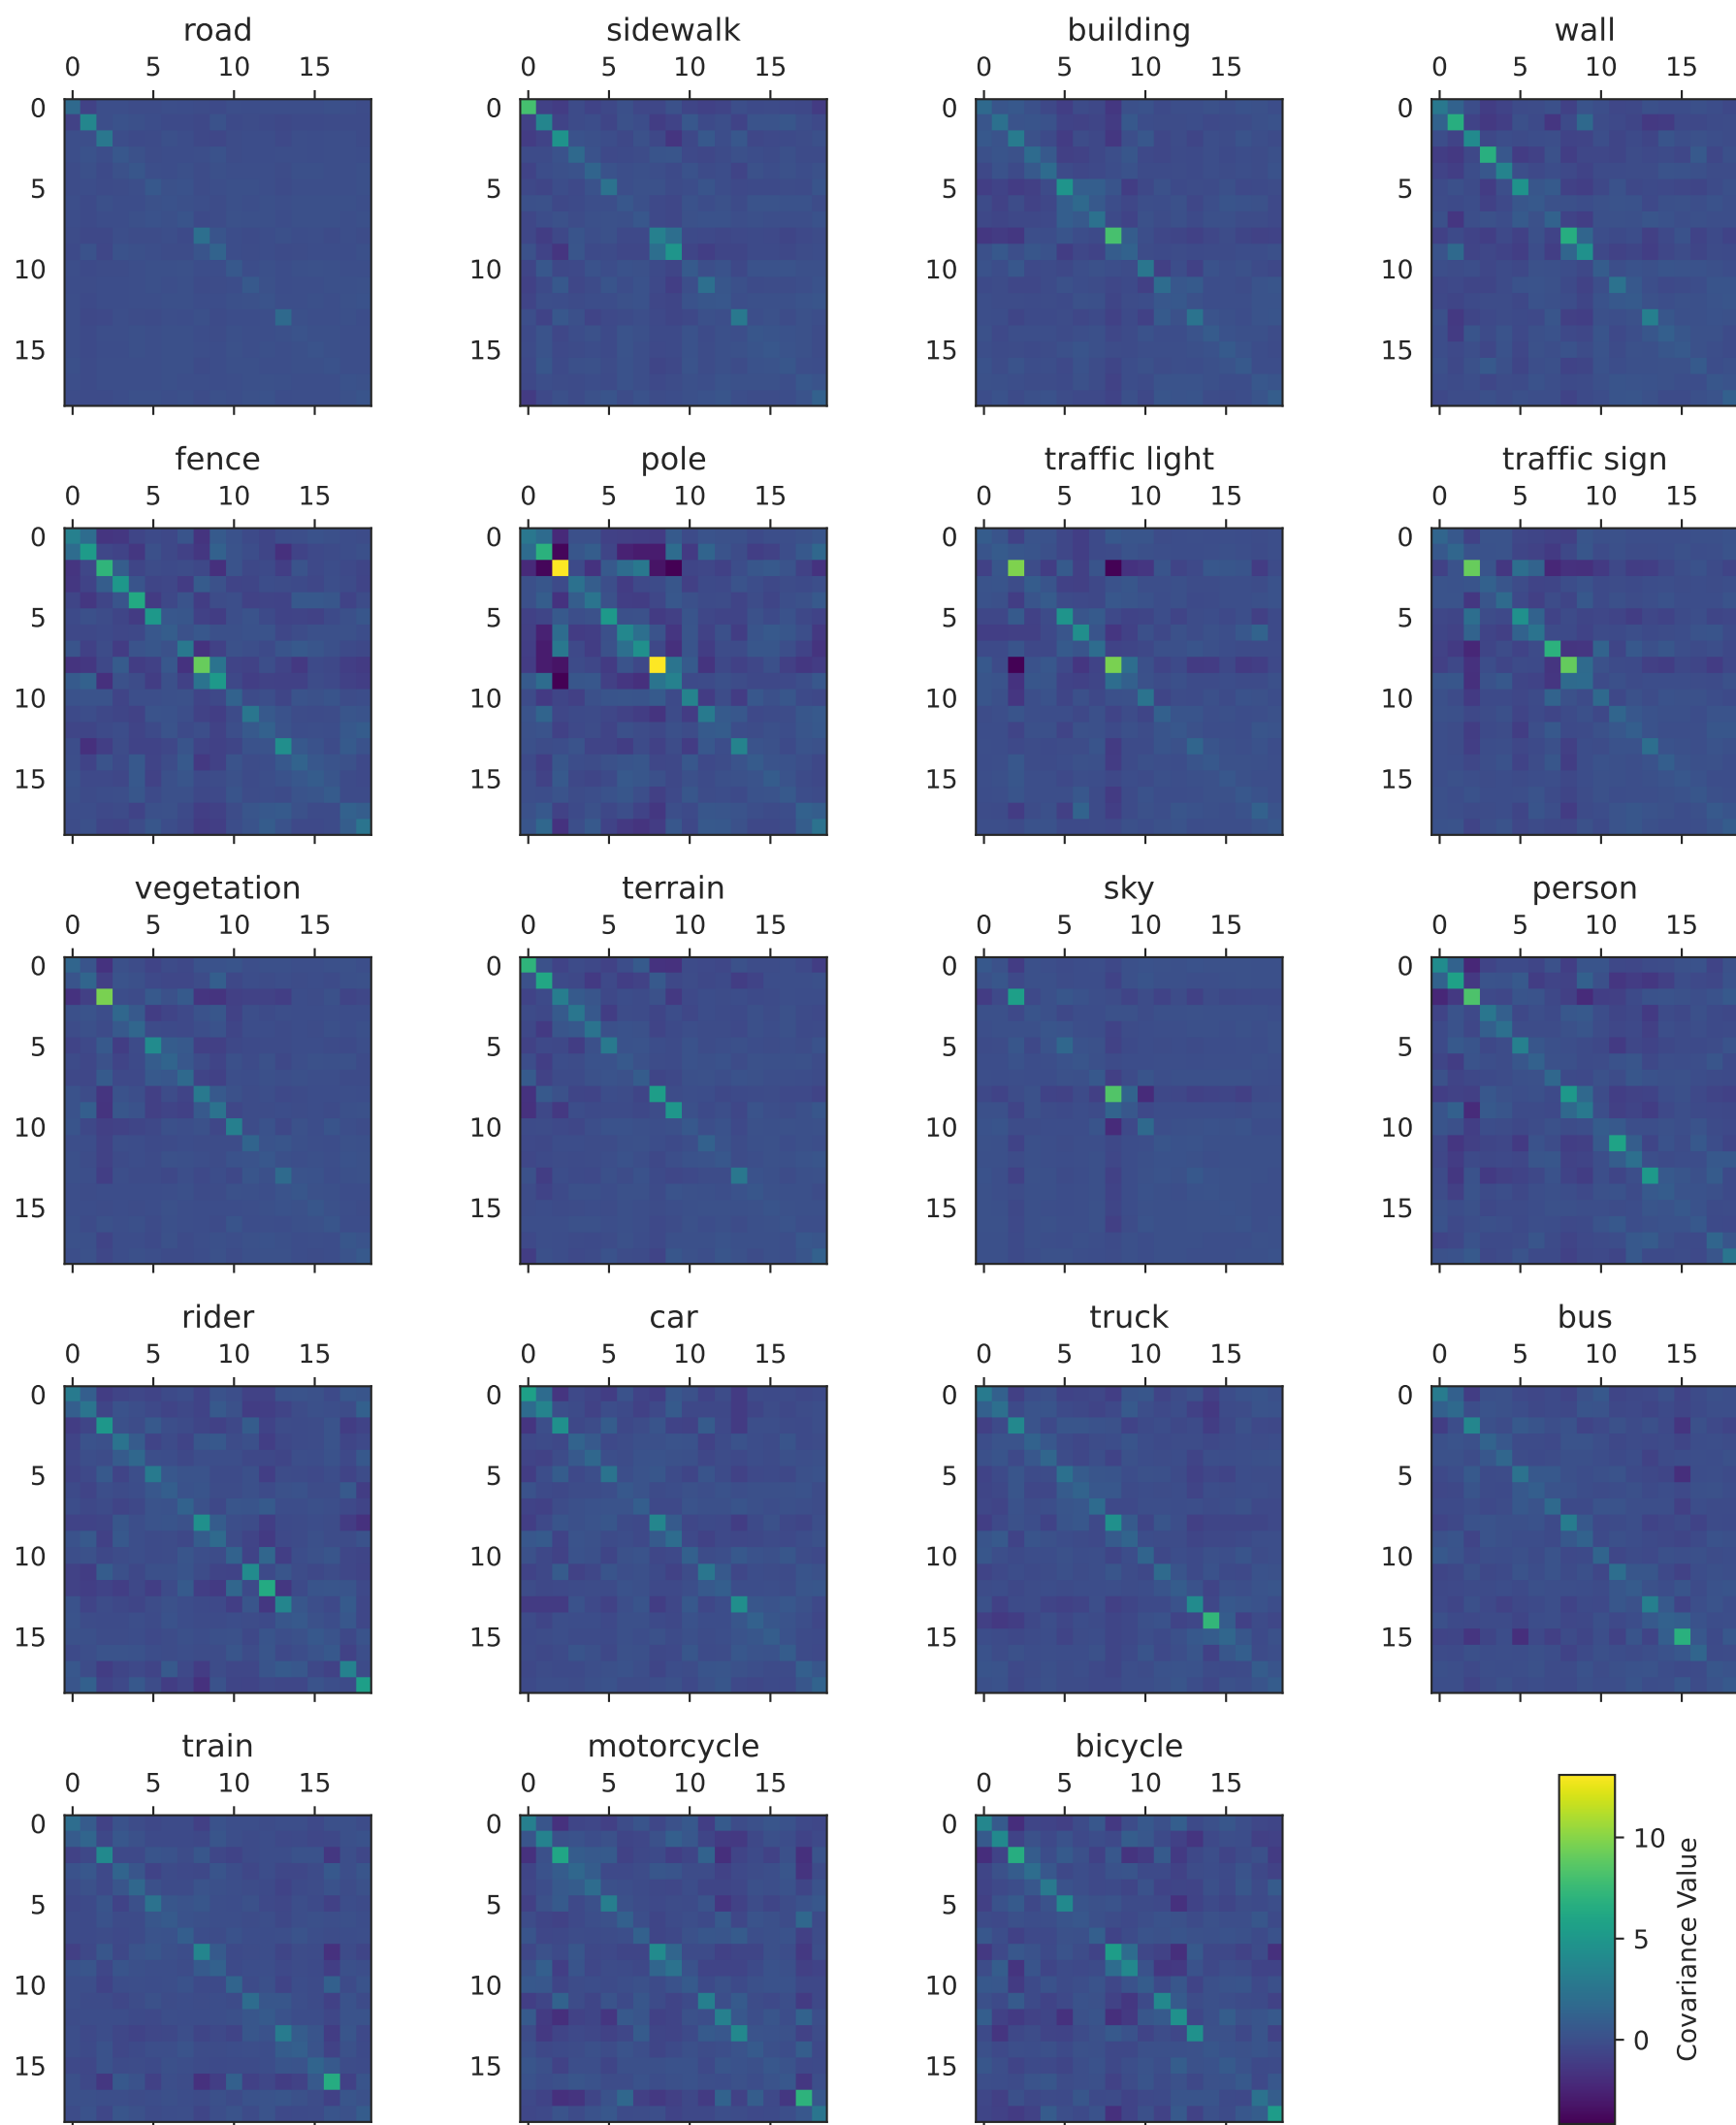 road sidewalk building wall
0 5 10 15 0 5 10 15 0 5 10 15 0 5 10 15
0 0 0 0
5 5 5 5
10 10 10 10
15 15 15 15
fence pole traffic light traffic sign
0 5 10 15 0 5 10 15 0 5 10 15 0 5 10 15
0 0 0 0
5 5 5 5
10 10 10 10
15 15 15 15
vegetation terrain sky person
0 5 10 15 0 5 10 15 0 5 10 15 0 5 10 15
0 0 0 0
5 5 5 5
10 10 10 10
15 15 15 15
rider car truck bus
0 5 10 15 0 5 10 15 0 5 10 15 0 5 10 15
0 0 0 0
5 5 5 5
10 10 10 10
15 15 15 15
train motorcycle bicycle
0 5 10 15 0 5 10 15 0 5 10 15
0 0 0
5 5 5
10 10 10
15 15 15
10
5
0
Covariance Value